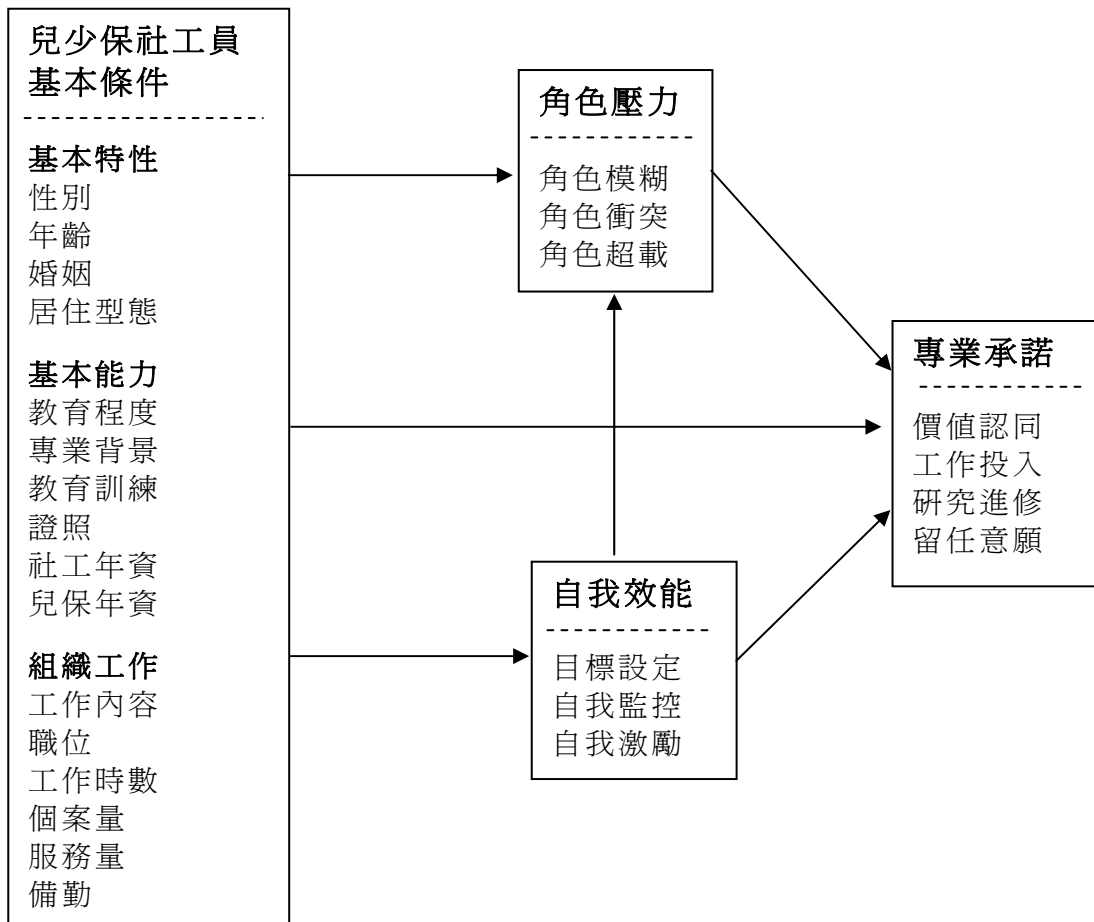 兒少保社工員
基本條件
基本特性
性別
年齡
婚姻
居住型態
基本能力
教育程度
專業背景
教育訓練
證照
社工年資
兒保年資
組織工作
工作內容
職位
工作時數
個案量
服務量
備勤
角色壓力
角色模糊
角色衝突
角色超載
自我效能
目標設定
自我監控
自我激勵
專業承諾
價值認同
工作投入
研究進修
留任意願